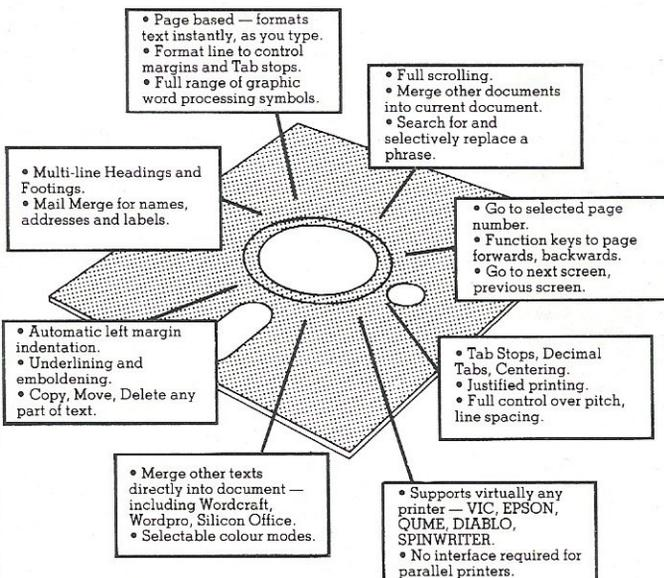 • Page based — formats
text instantly, as you type.
• Format line to control
margins and Tab stops.
• Full range of graphic
word processing symbols.
• Full scrolling.
• Merge other documents
into current document.
• Search for and
selectively replace a
phrase.
• Multi-line Headings and
Footings.
• Mail Merge for names,
addresses and labels.
• Go to selected page
number.
• Function keys to page
forwards, backwards.
• Go to next screen,
previous screen.
• Automatic left margin
indentation.
• Underlining and
emboldening.
• Copy, Move, Delete any
part of text.
• Tab Stops, Decimal
Tabs, Centering.
• Justified printing.
• Full control over pitch,
line spacing.
• Merge other texts
directly into document —
including Wordcraft,
Wordpro, Silicon Office.
• Selectable colour modes.
• Supports virtually any
printer — VIC, EPSON,
QUME, DIABLO,
SPINWRITER.
• No interface required for
parallel printers.